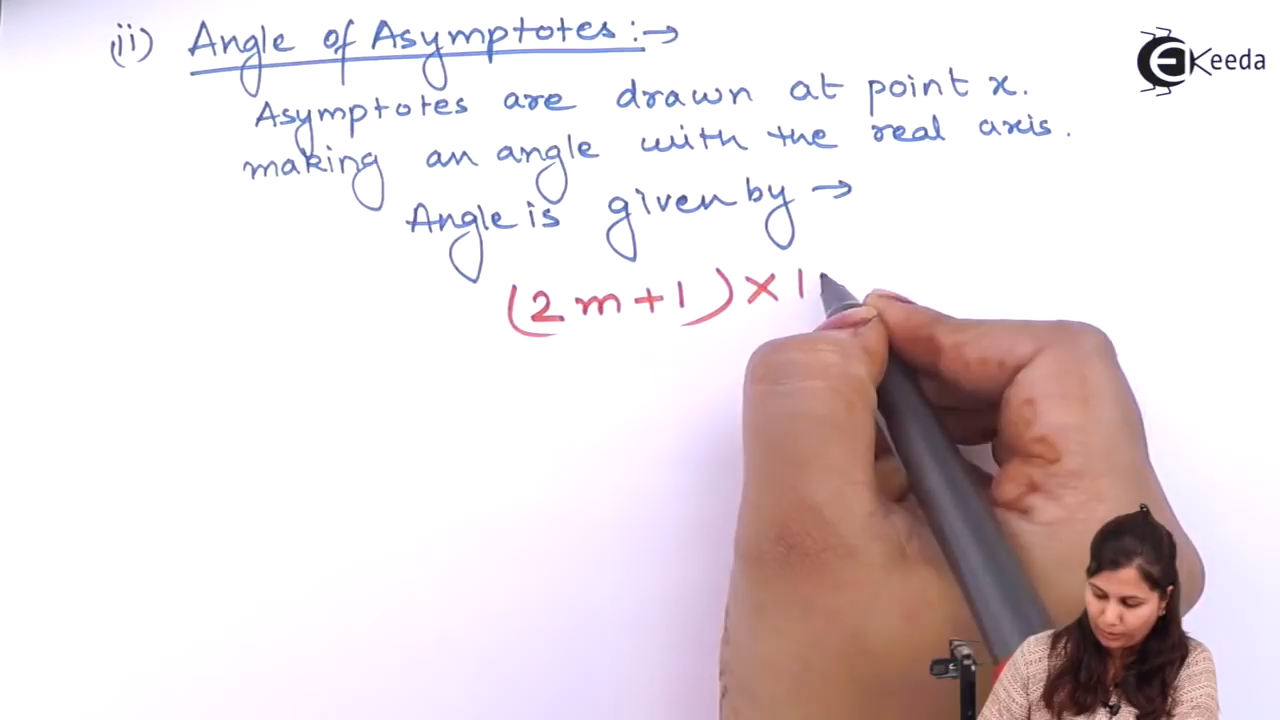 (ii) Angle of Asymptotes :→
Asymptotes are drawn at point x.
making an angle with the real axis.
Angle is given by →
(2m+1) × 1
EKeeda